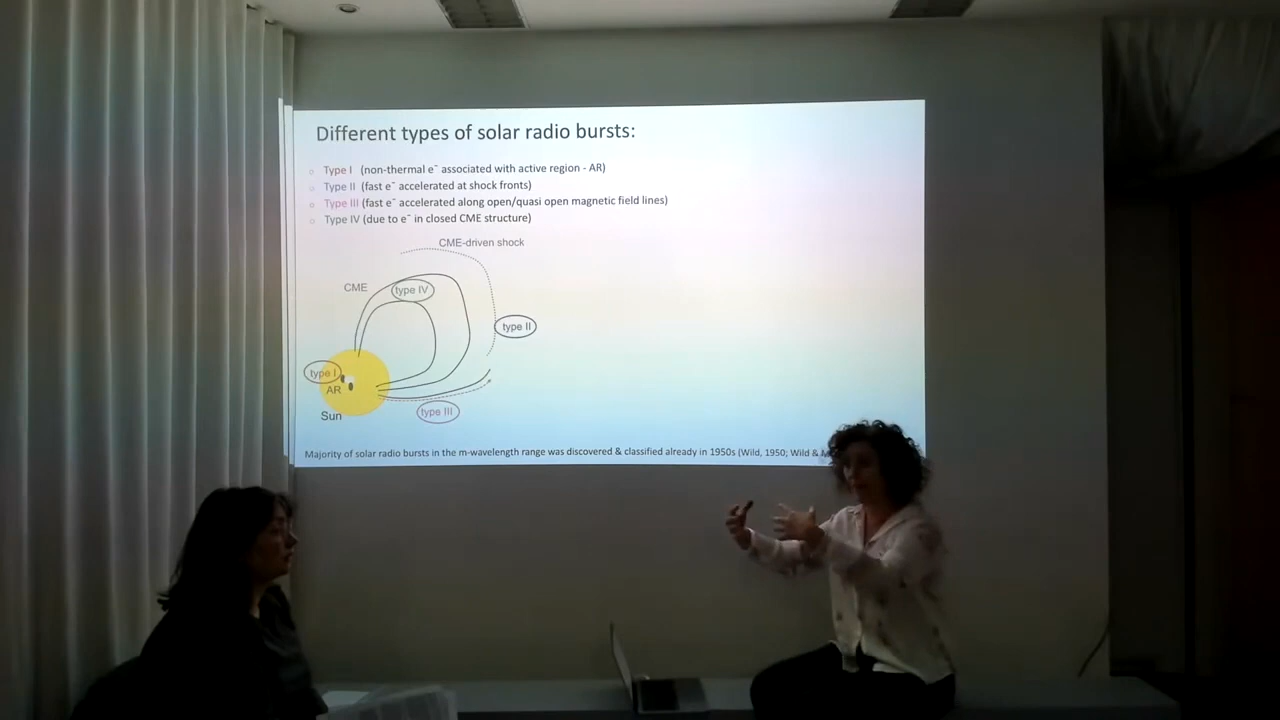 Different types of solar radio bursts:
○ Type I (non-thermal e⁻ associated with active region - AR)
○ Type II (fast e⁻ accelerated at shock fronts)
○ Type III (fast e⁻ accelerated along open/quasi open magnetic field lines)
○ Type IV (due to e⁻ in closed CME structure)
CME-driven shock
CME
type IV
type II
type I
AR
Sun
type III
Majority of solar radio bursts in the m-wavelength range was discovered & classified already in 1950s (Wild, 1950; Wild &